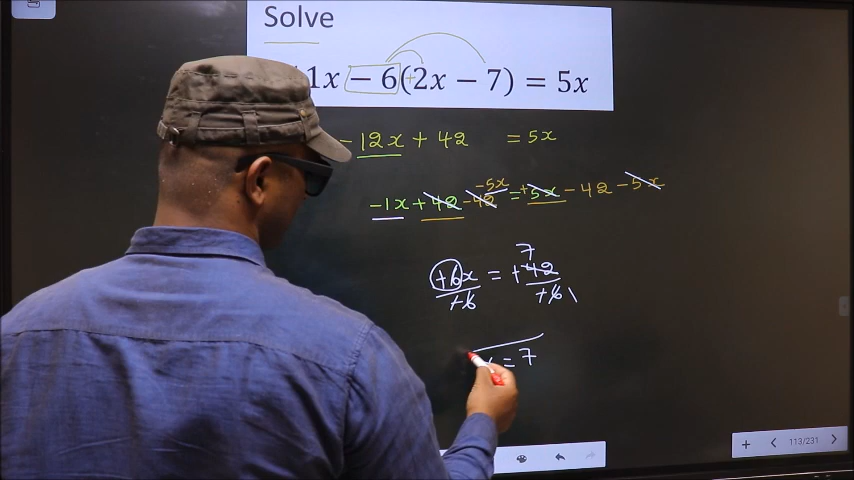 Solve
1x − 6(2x − 7) = 5x
+
− 12x + 42 = 5x
−5x
−1x + 42 − 42 = +5x − 42 − 5x
7
+6x = +42
+6 +6
= 7
113/231